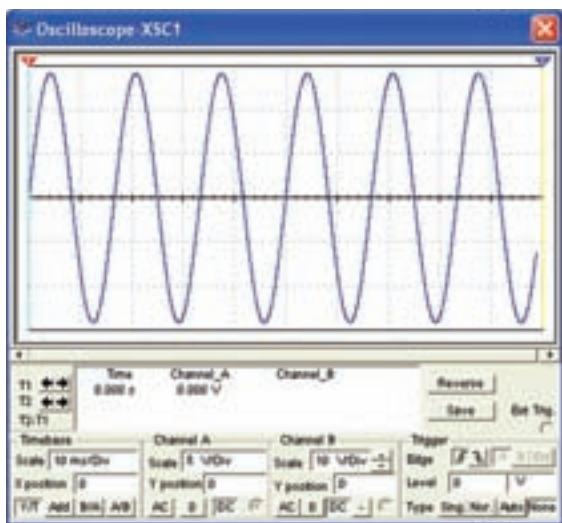 Oscilloscope-XSC1
Time Channel_A Channel_B
T1 0.000 s 0.000 V
T2
T2-T1
Reverse
Save
Ext Trig.
Timebase Channel A Channel B Trigger
Scale 10 ms/Div Scale 5 V/Div Scale 10 V/Div Edge
X position 0 Y position 0 Y position 0 Level 0 V
Y/T Add B/A A/B AC 0 DC AC 0 DC - Type Sing. Nor. Auto None